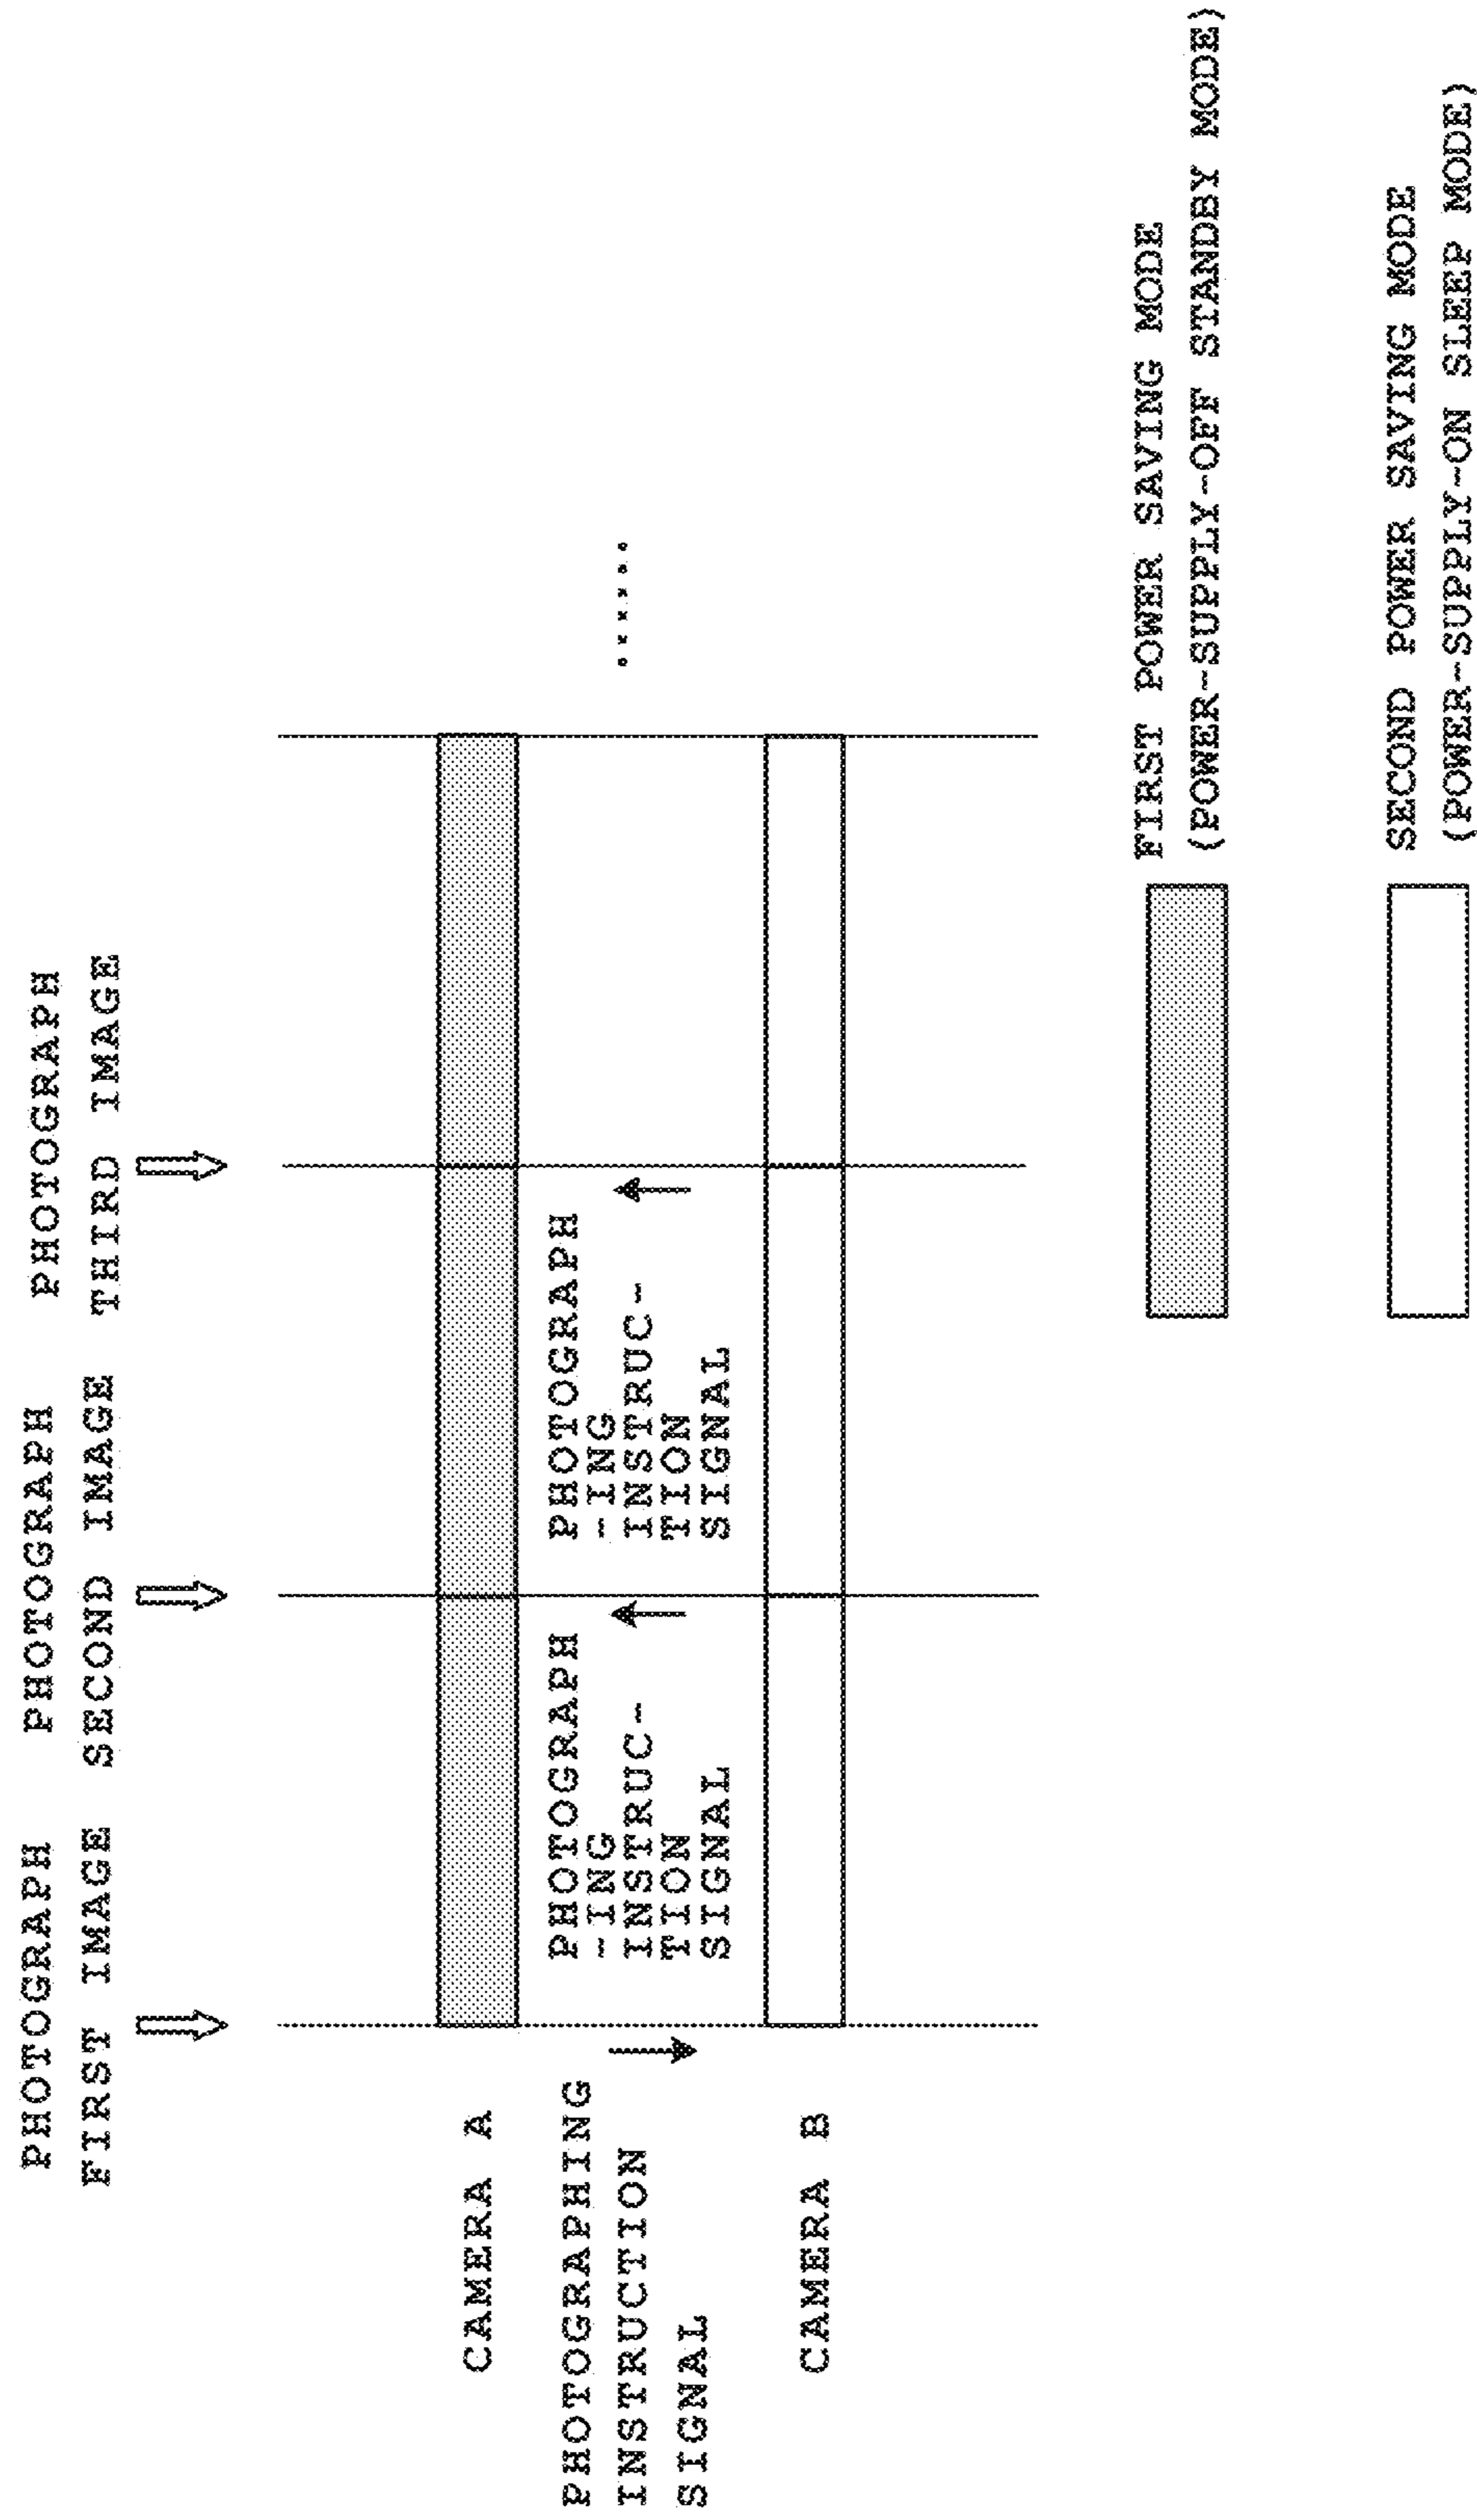 PHOTOGRAPH
FIRST IMAGE
PHOTOGRAPH
SECOND IMAGE
PHOTOGRAPH
THIRD IMAGE
CAMERA A
PHOTOGRAPHING
INSTRUCTION
SIGNAL
PHOTOGRAPH
-ING
INSTRUC-
TION
SIGNAL
PHOTOGRAPH
-ING
INSTRUC-
TION
SIGNAL
......
CAMERA B
FIRST POWER SAVING MODE
(POWER-SUPPLY-OFF STANDBY MODE)
SECOND POWER SAVING MODE
(POWER-SUPPLY-ON SLEEP MODE)